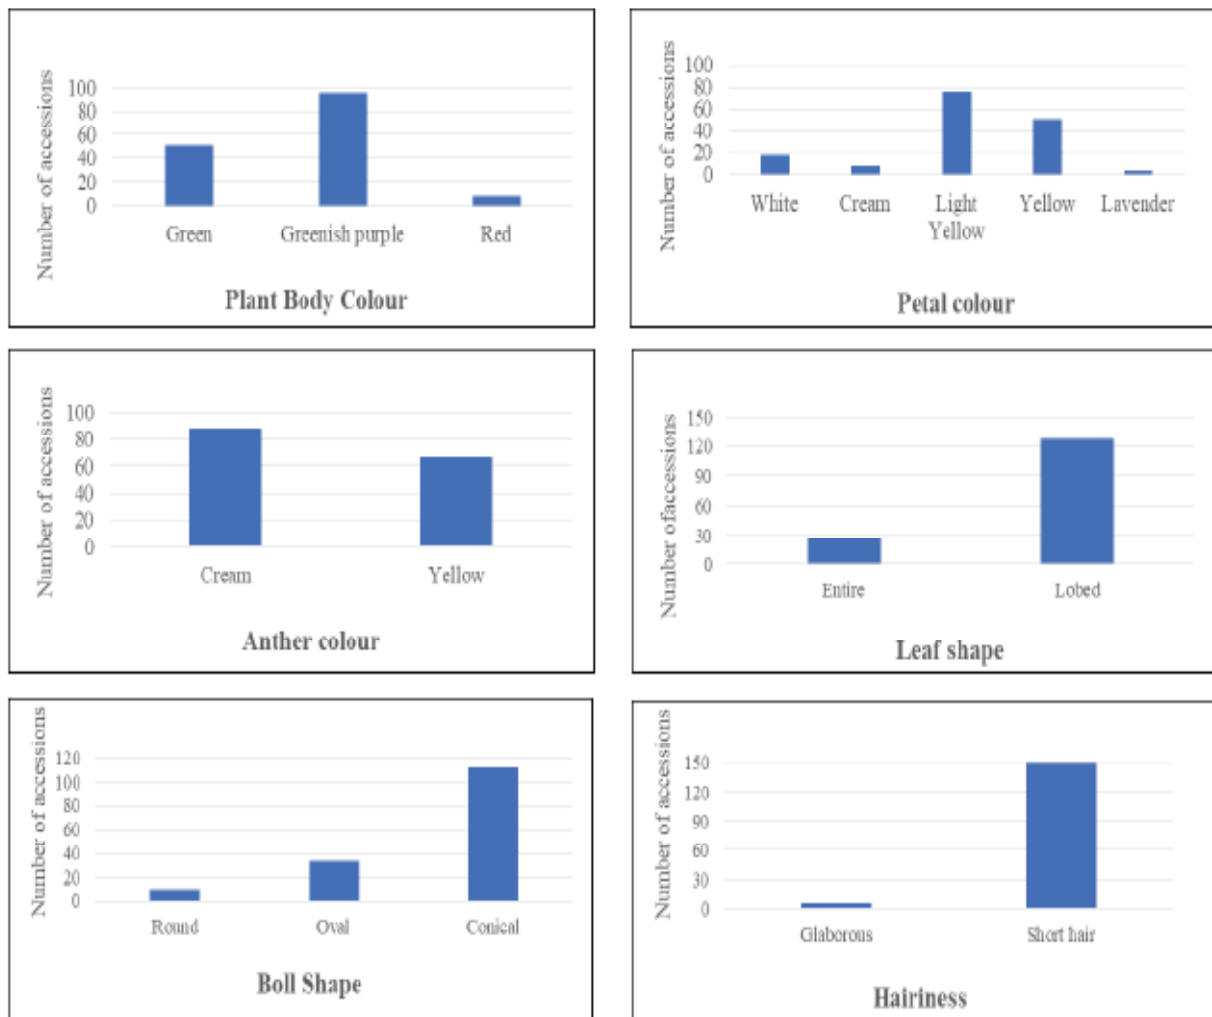 Number of accessions
100
80
60
40
20
0
Green Greenish purple Red
Plant Body Colour
Number of accessions
100
80
60
40
20
0
White Cream Light Yellow Lavender
Yellow
Petal colour
Number of accessions
100
80
60
40
20
0
Cream Yellow
Anther colour
Number ofaccessions
150
120
90
60
30
0
Entire Lobed
Leaf shape
Number of accessions
120
100
80
60
40
20
0
Round Oval Conical
Boll Shape
Number of accessions
150
120
90
60
30
0
Glaborous Short hair
Hairiness